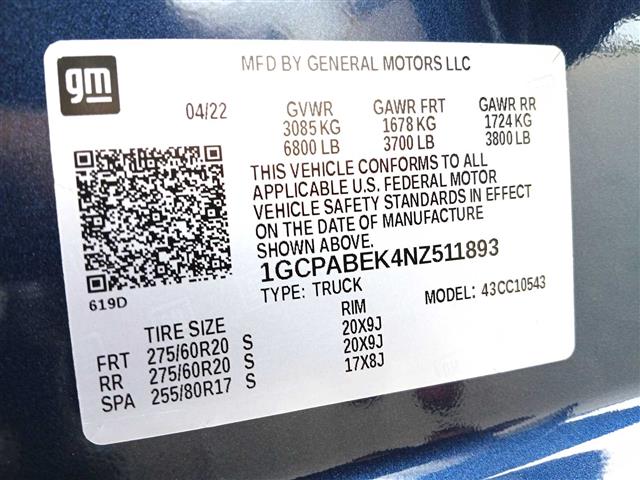 gm
MFD BY GENERAL MOTORS LLC
04/22 GVWR GAWR FRT GAWR RR
3085 KG 1678 KG 1724 KG
6800 LB 3700 LB 3800 LB
THIS VEHICLE CONFORMS TO ALL
APPLICABLE U.S. FEDERAL MOTOR
VEHICLE SAFETY STANDARDS IN EFFECT
ON THE DATE OF MANUFACTURE
SHOWN ABOVE.
1GCPABEK4NZ511893
619D TYPE: TRUCK MODEL: 43CC10543
TIRE SIZE RIM
FRT 275/60R20 S 20X9J
RR 275/60R20 S 20X9J
SPA 255/80R17 S 17X8J